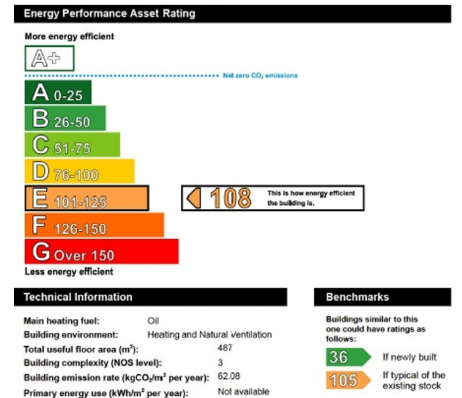 Energy Performance Asset Rating
More energy efficient
A+
Net zero CO₂ emissions
A 0-25
B 26-50
C 51-75
D 76-100
E 101-125
108 This is how energy efficient
the building is.
F 126-150
G Over 150
Less energy efficient
Technical Information
Main heating fuel: Oil
Building environment: Heating and Natural Ventilation
Total useful floor area (m²): 487
Building complexity (NOS level): 3
Building emission rate (kgCO₂/m² per year): 62.08
Primary energy use (kWh/m² per year): Not available
Benchmarks
Buildings similar to this
one could have ratings as
follows:
36 If newly built
105 If typical of the
existing stock